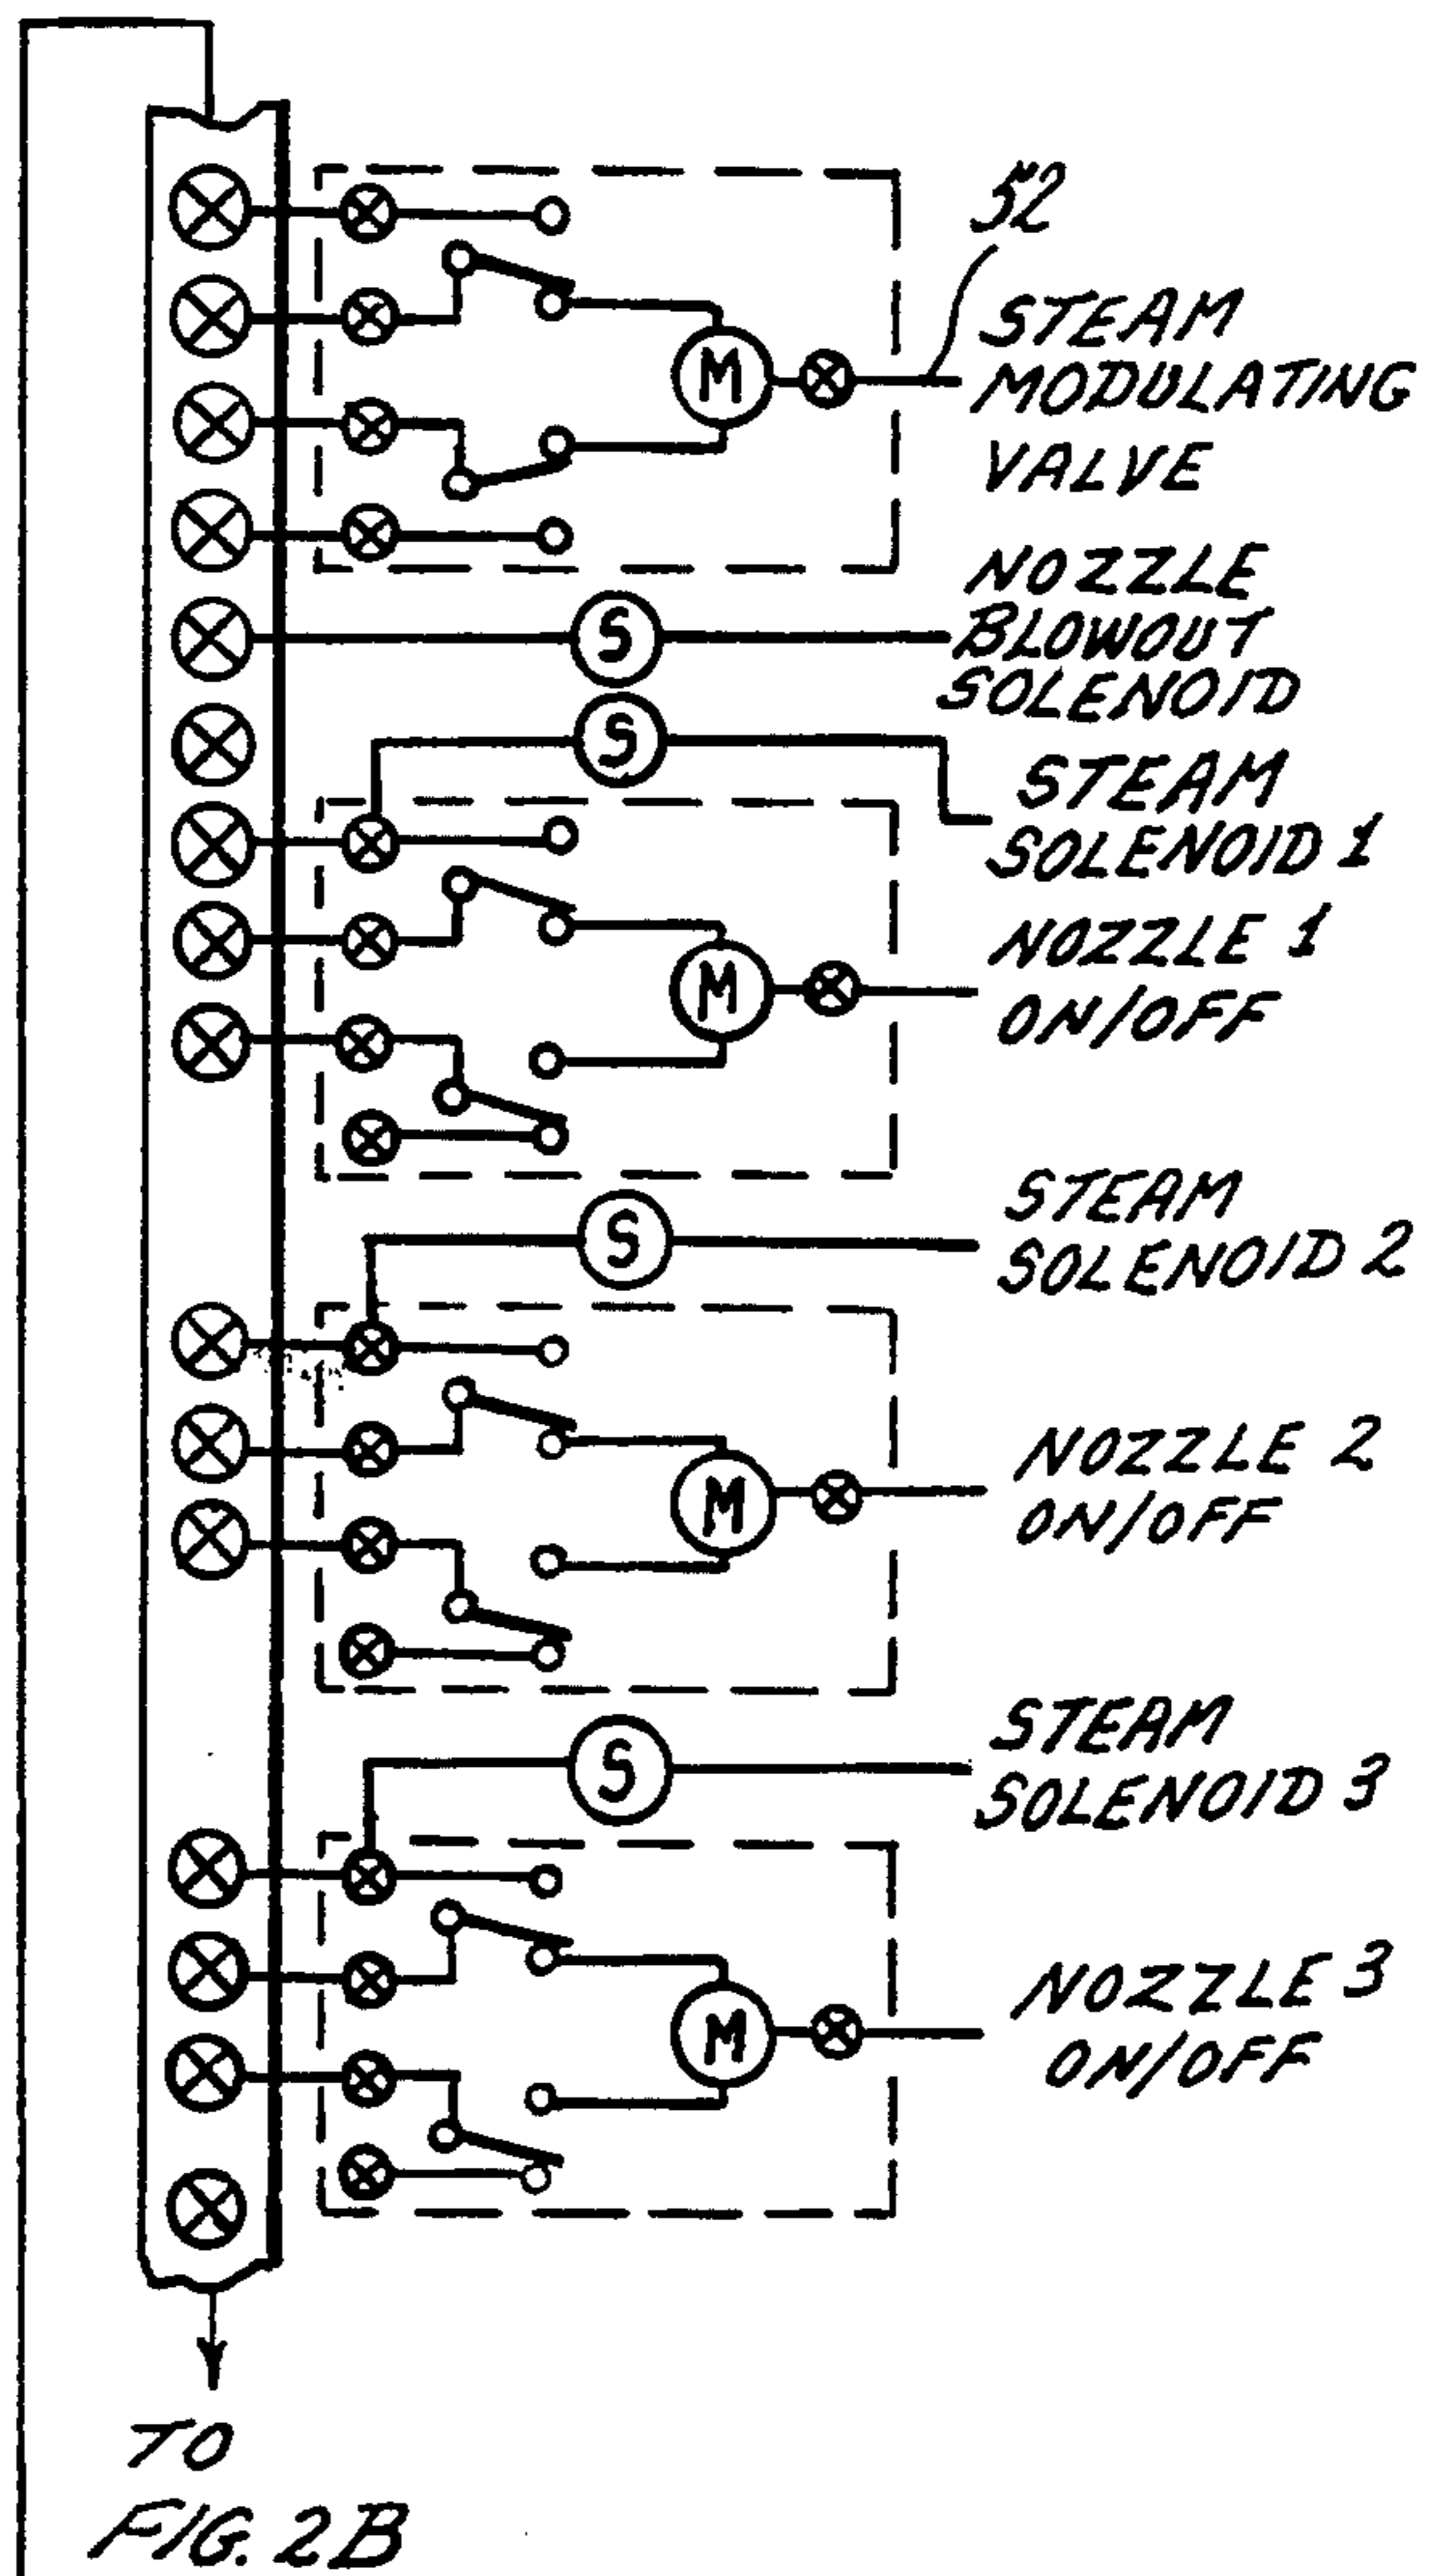 52
STEAM
MODULATING
VALVE
M
NOZZLE
BLOWOUT
SOLENOID
S
S
STEAM
SOLENOID 1
NOZZLE 1
ON/OFF
M
STEAM
SOLENOID 2
S
NOZZLE 2
ON/OFF
M
STEAM
SOLENOID 3
S
NOZZLE 3
ON/OFF
M
TO
FIG. 2B